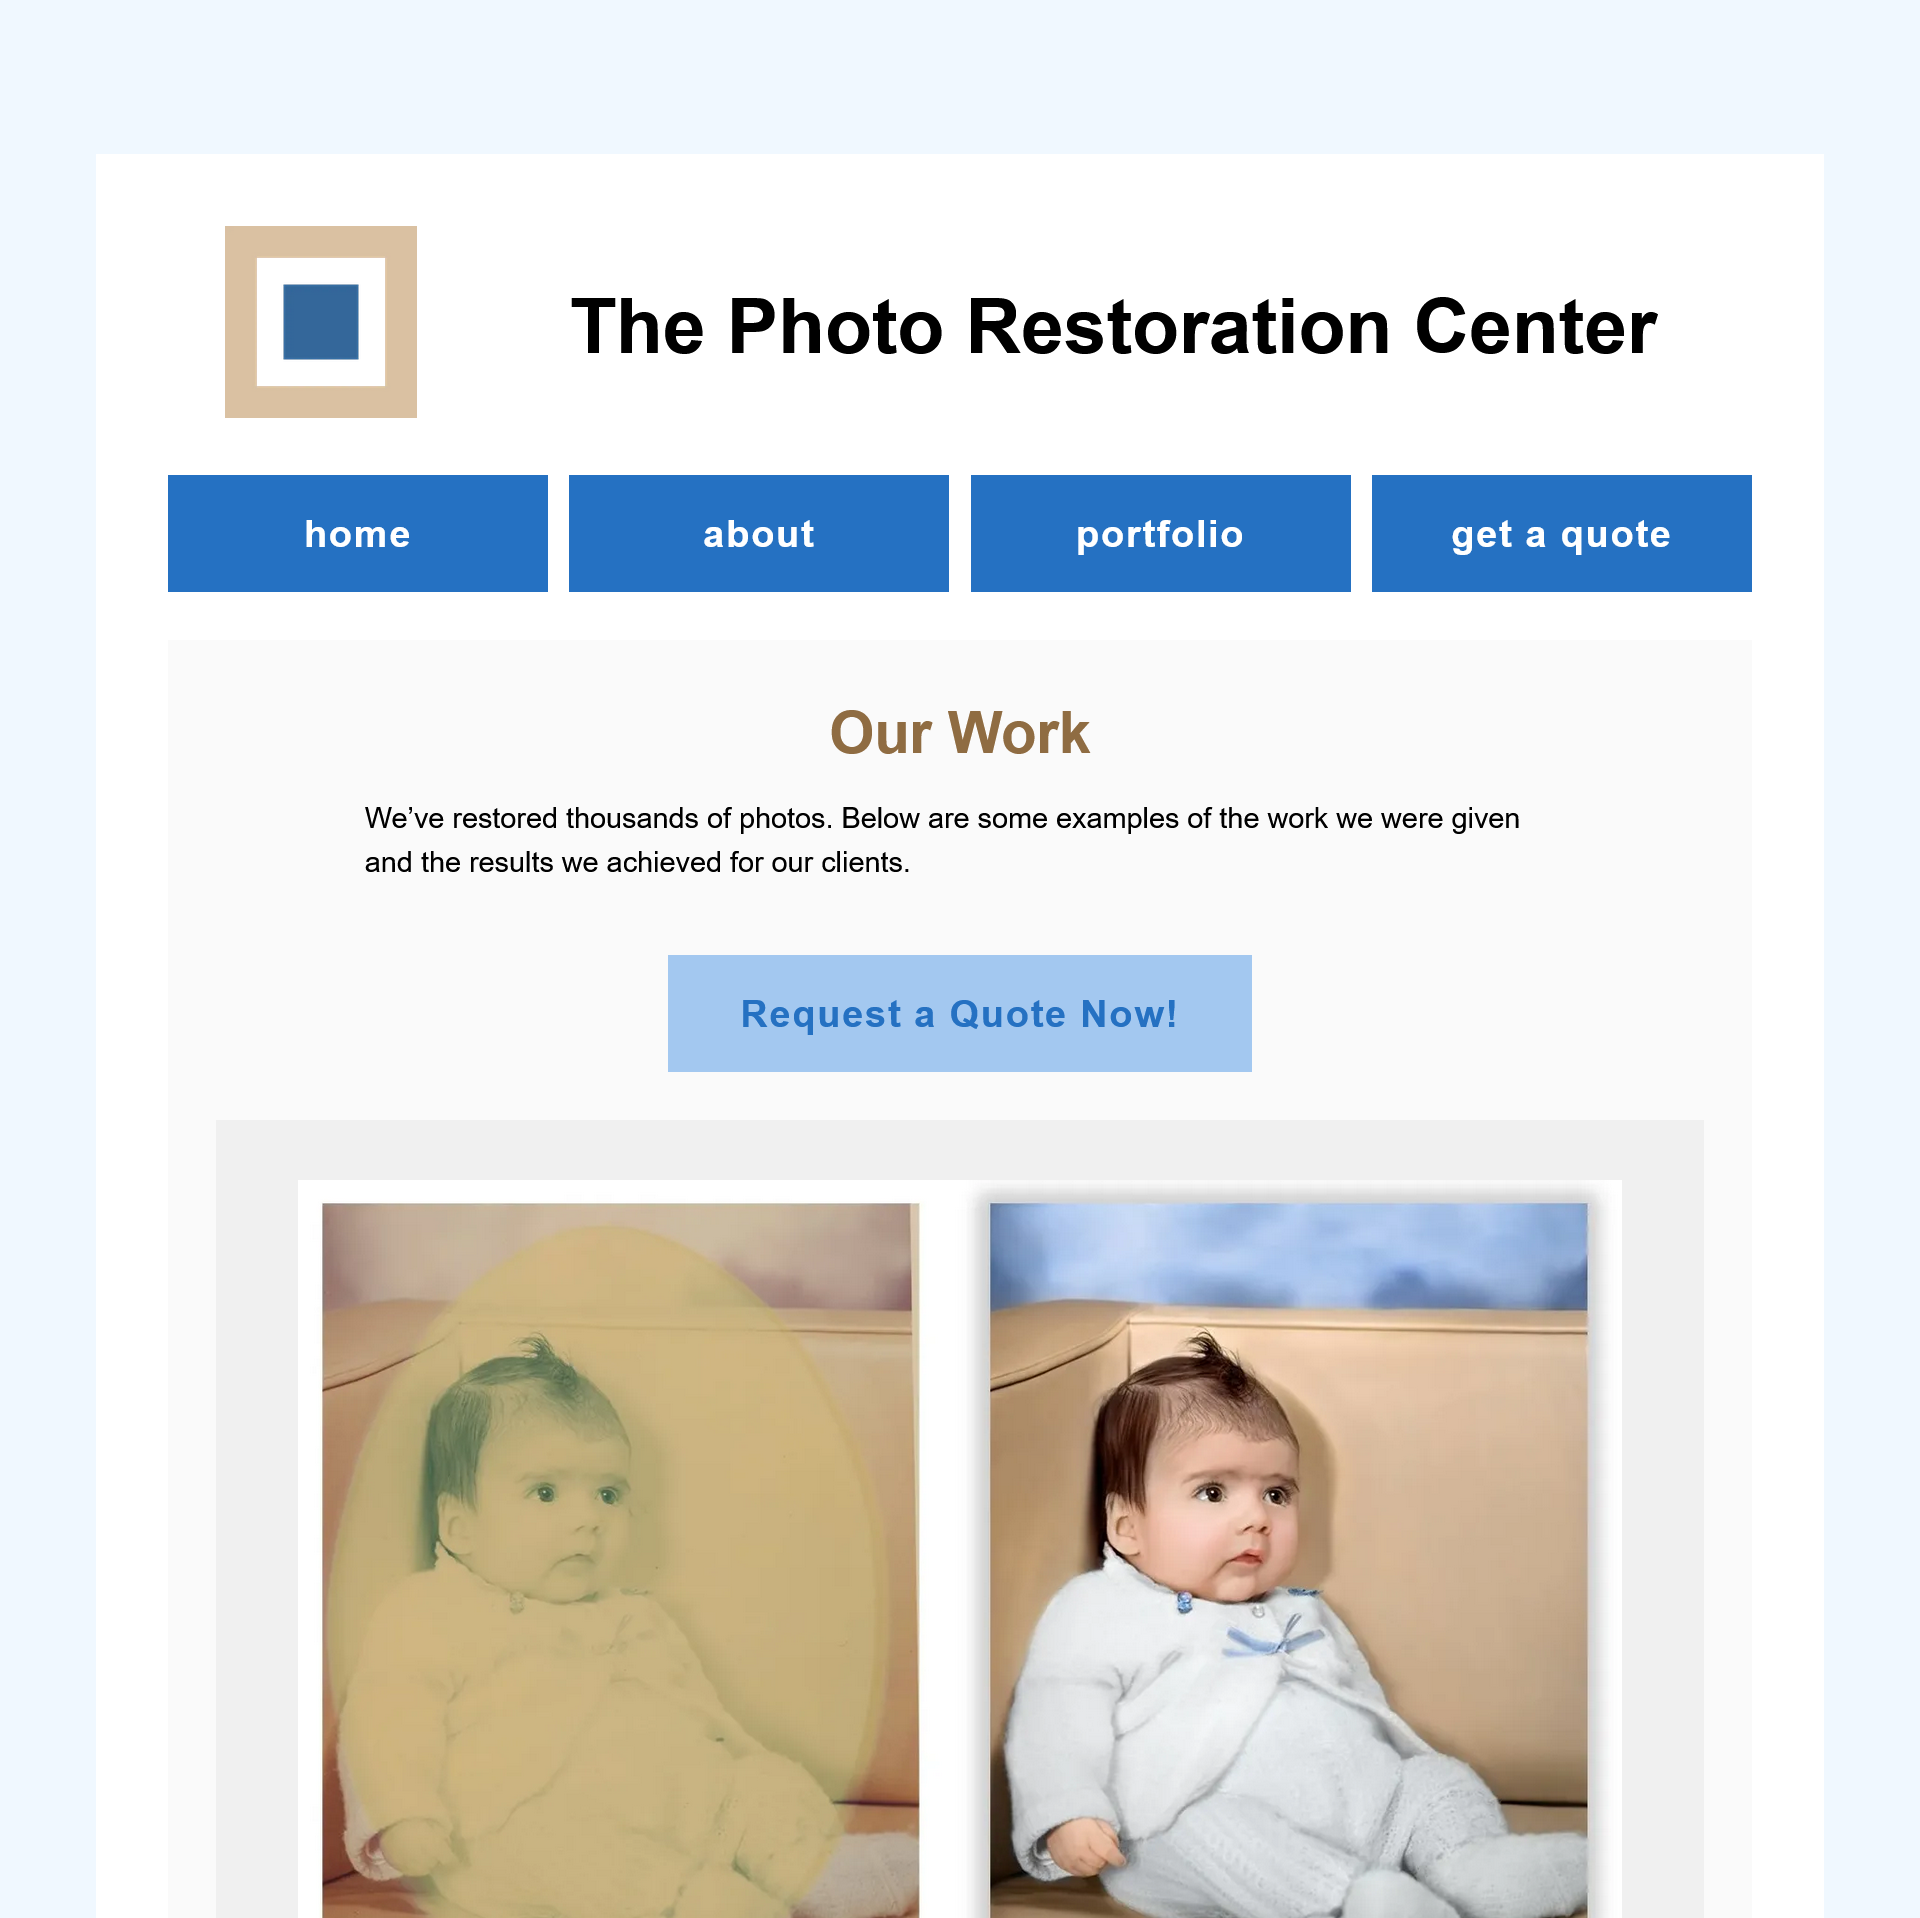 The Photo Restoration Center
home
about
portfolio
get a quote
Our Work
We’ve restored thousands of photos. Below are some examples of the work we were given
and the results we achieved for our clients.
Request a Quote Now!